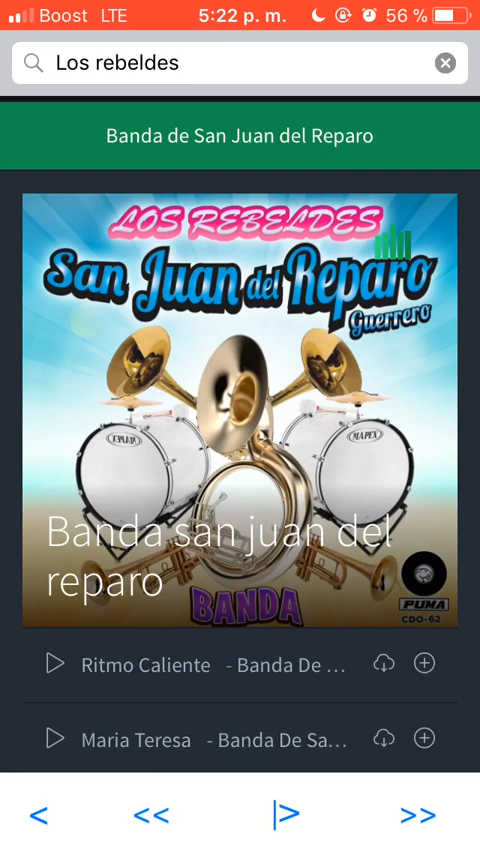 Boost LTE 5:22 p. m. 56 %
Los rebeldes
Banda de San Juan del Reparo
LOS REBELDES
San Juan del Reparo
Guerrero
MAPEX
Banda san juan del
reparo
BANDA
PUMA
CDO-62
Ritmo Caliente - Banda De ...
Maria Teresa - Banda De Sa...
< << |> >>